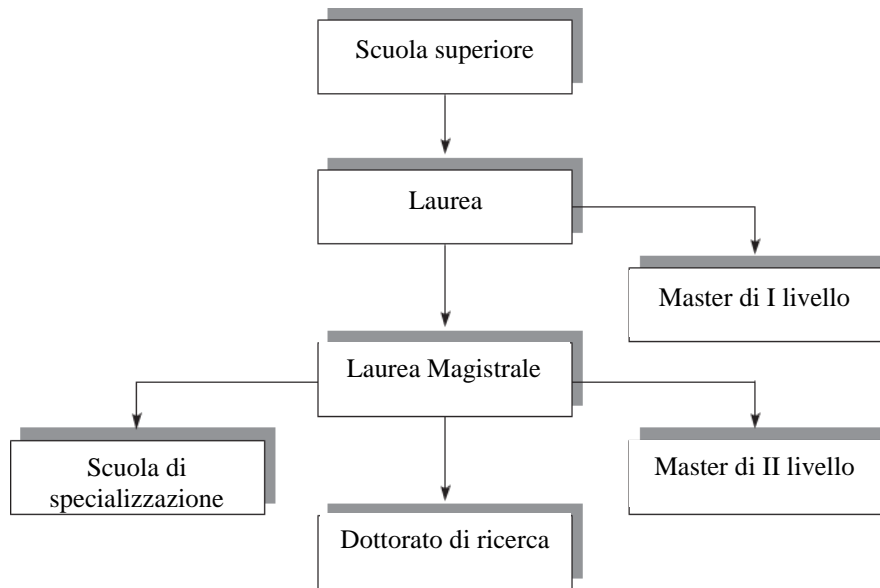 Scuola superiore
Laurea
Master di I livello
Laurea Magistrale
Scuola di
specializzazione
Master di II livello
Dottorato di ricerca